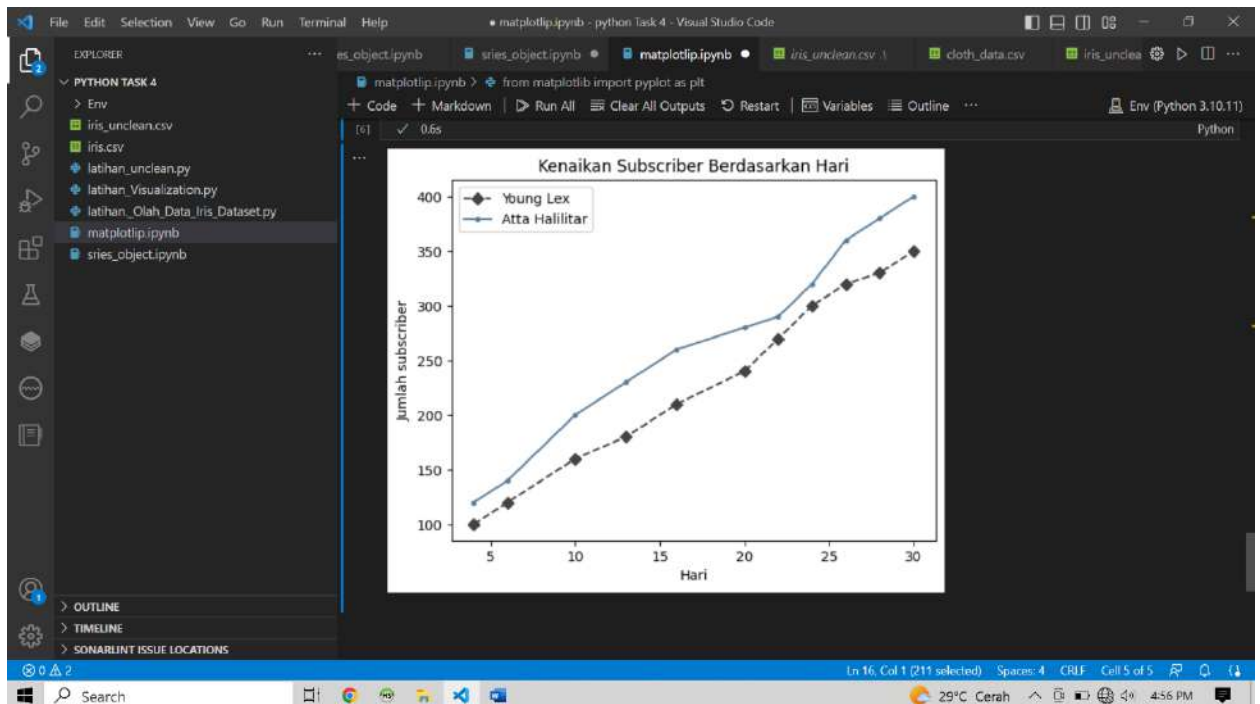 File Edit Selection View Go Run Terminal Help
● matplotlip.ipynb - python Task 4 - Visual Studio Code
EXPLORER
es_object.ipynb
sries_object.ipynb
matplotlip.ipynb
iris_unclean.csv
cloth_data.csv
iris_unclea
PYTHON TASK 4
matplotlip.ipynb > from matplotlib import pyplot as plt
> Env
+ Code + Markdown | Run All Clear All Outputs Restart | Variables Outline ...
Env (Python 3.10.11)
iris_unclean.csv
iris.csv
latihan_unclean.py
latihan_Visualization.py
latihan._Olah_Data_Iris_Dataset.py
matplotlip.ipynb
sries_object.ipynb
[6] ✓ 0.6s
Python
Kenaikan Subscriber Berdasarkan Hari
Young Lex
Atta Halilitar
400
350
300
250
200
150
100
Jumlah subscriber
5 10 15 20 25 30
Hari
2
1
> OUTLINE
> TIMELINE
> SONARLINT ISSUE LOCATIONS
0 2
Ln 16, Col 1 (211 selected) Spaces: 4 CRLF Cell 5 of 5
Search
29°C Cerah
4:56 PM